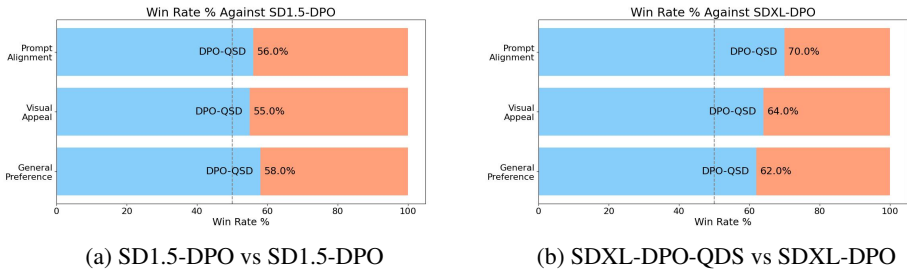 Win Rate % Against SD1.5-DPO
Prompt
Alignment
DPO-QSD
56.0%
Visual
Appeal
DPO-QSD
55.0%
General
Preference
DPO-QSD
58.0%
0 20 40 60 80 100
Win Rate %
(a) SD1.5-DPO vs SD1.5-DPO
Win Rate % Against SDXL-DPO
Prompt
Alignment
DPO-QSD
70.0%
Visual
Appeal
DPO-QSD
64.0%
General
Preference
DPO-QSD
62.0%
0 20 40 60 80 100
Win Rate %
(b) SDXL-DPO-QDS vs SDXL-DPO